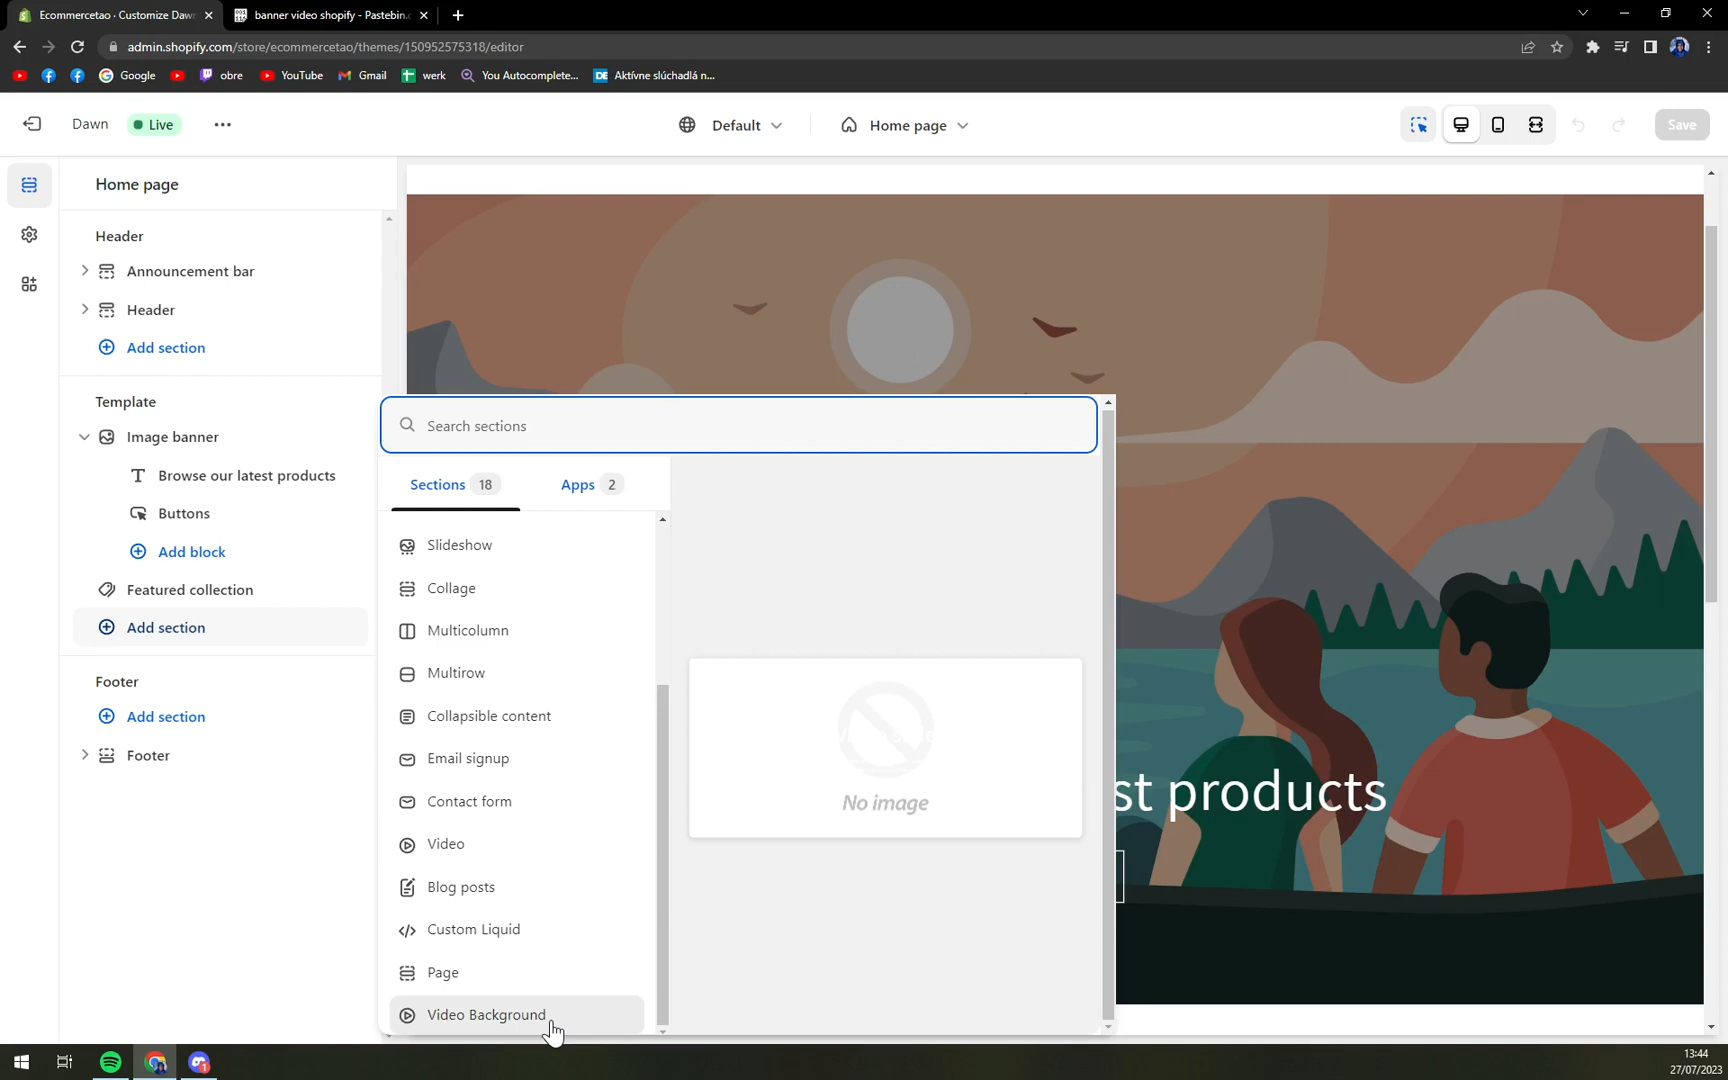 Ecommercetao · Customize Dawn
banner video shopify - Pastebin.c
admin.shopify.com/store/ecommercetao/themes/150952575318/editor
Google
obre
YouTube
Gmail
werk
You Autocomplete...
DE
Aktívne slúchadlá n...
Dawn
Live
Default
Home page
Save
Home page
Header
Announcement bar
Header
Add section
Template
Image banner
Browse our latest products
Buttons
Add block
Featured collection
Add section
Footer
Add section
Footer
Search sections
Sections 18
Apps 2
Slideshow
Collage
Multicolumn
Multirow
Collapsible content
Email signup
Contact form
Video
Blog posts
Custom Liquid
Page
Video Background
No image
st products
13:44
27/07/2023